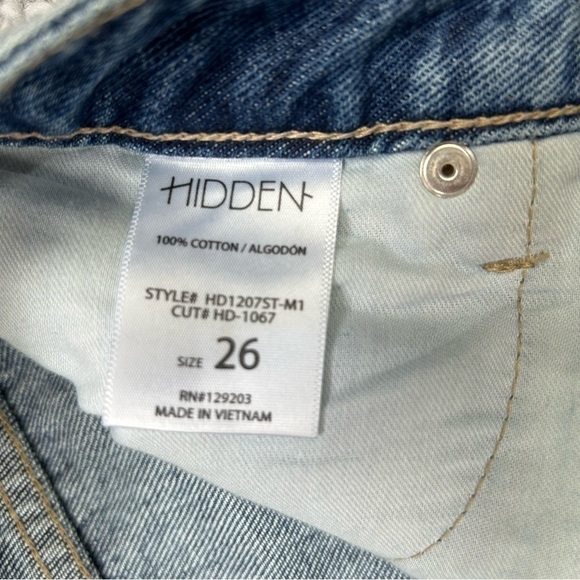 HIDDEN
100% COTTON / ALGODÓN
STYLE# HD1207ST-M1
CUT# HD-1067
SIZE 26
RN#129203
MADE IN VIETNAM